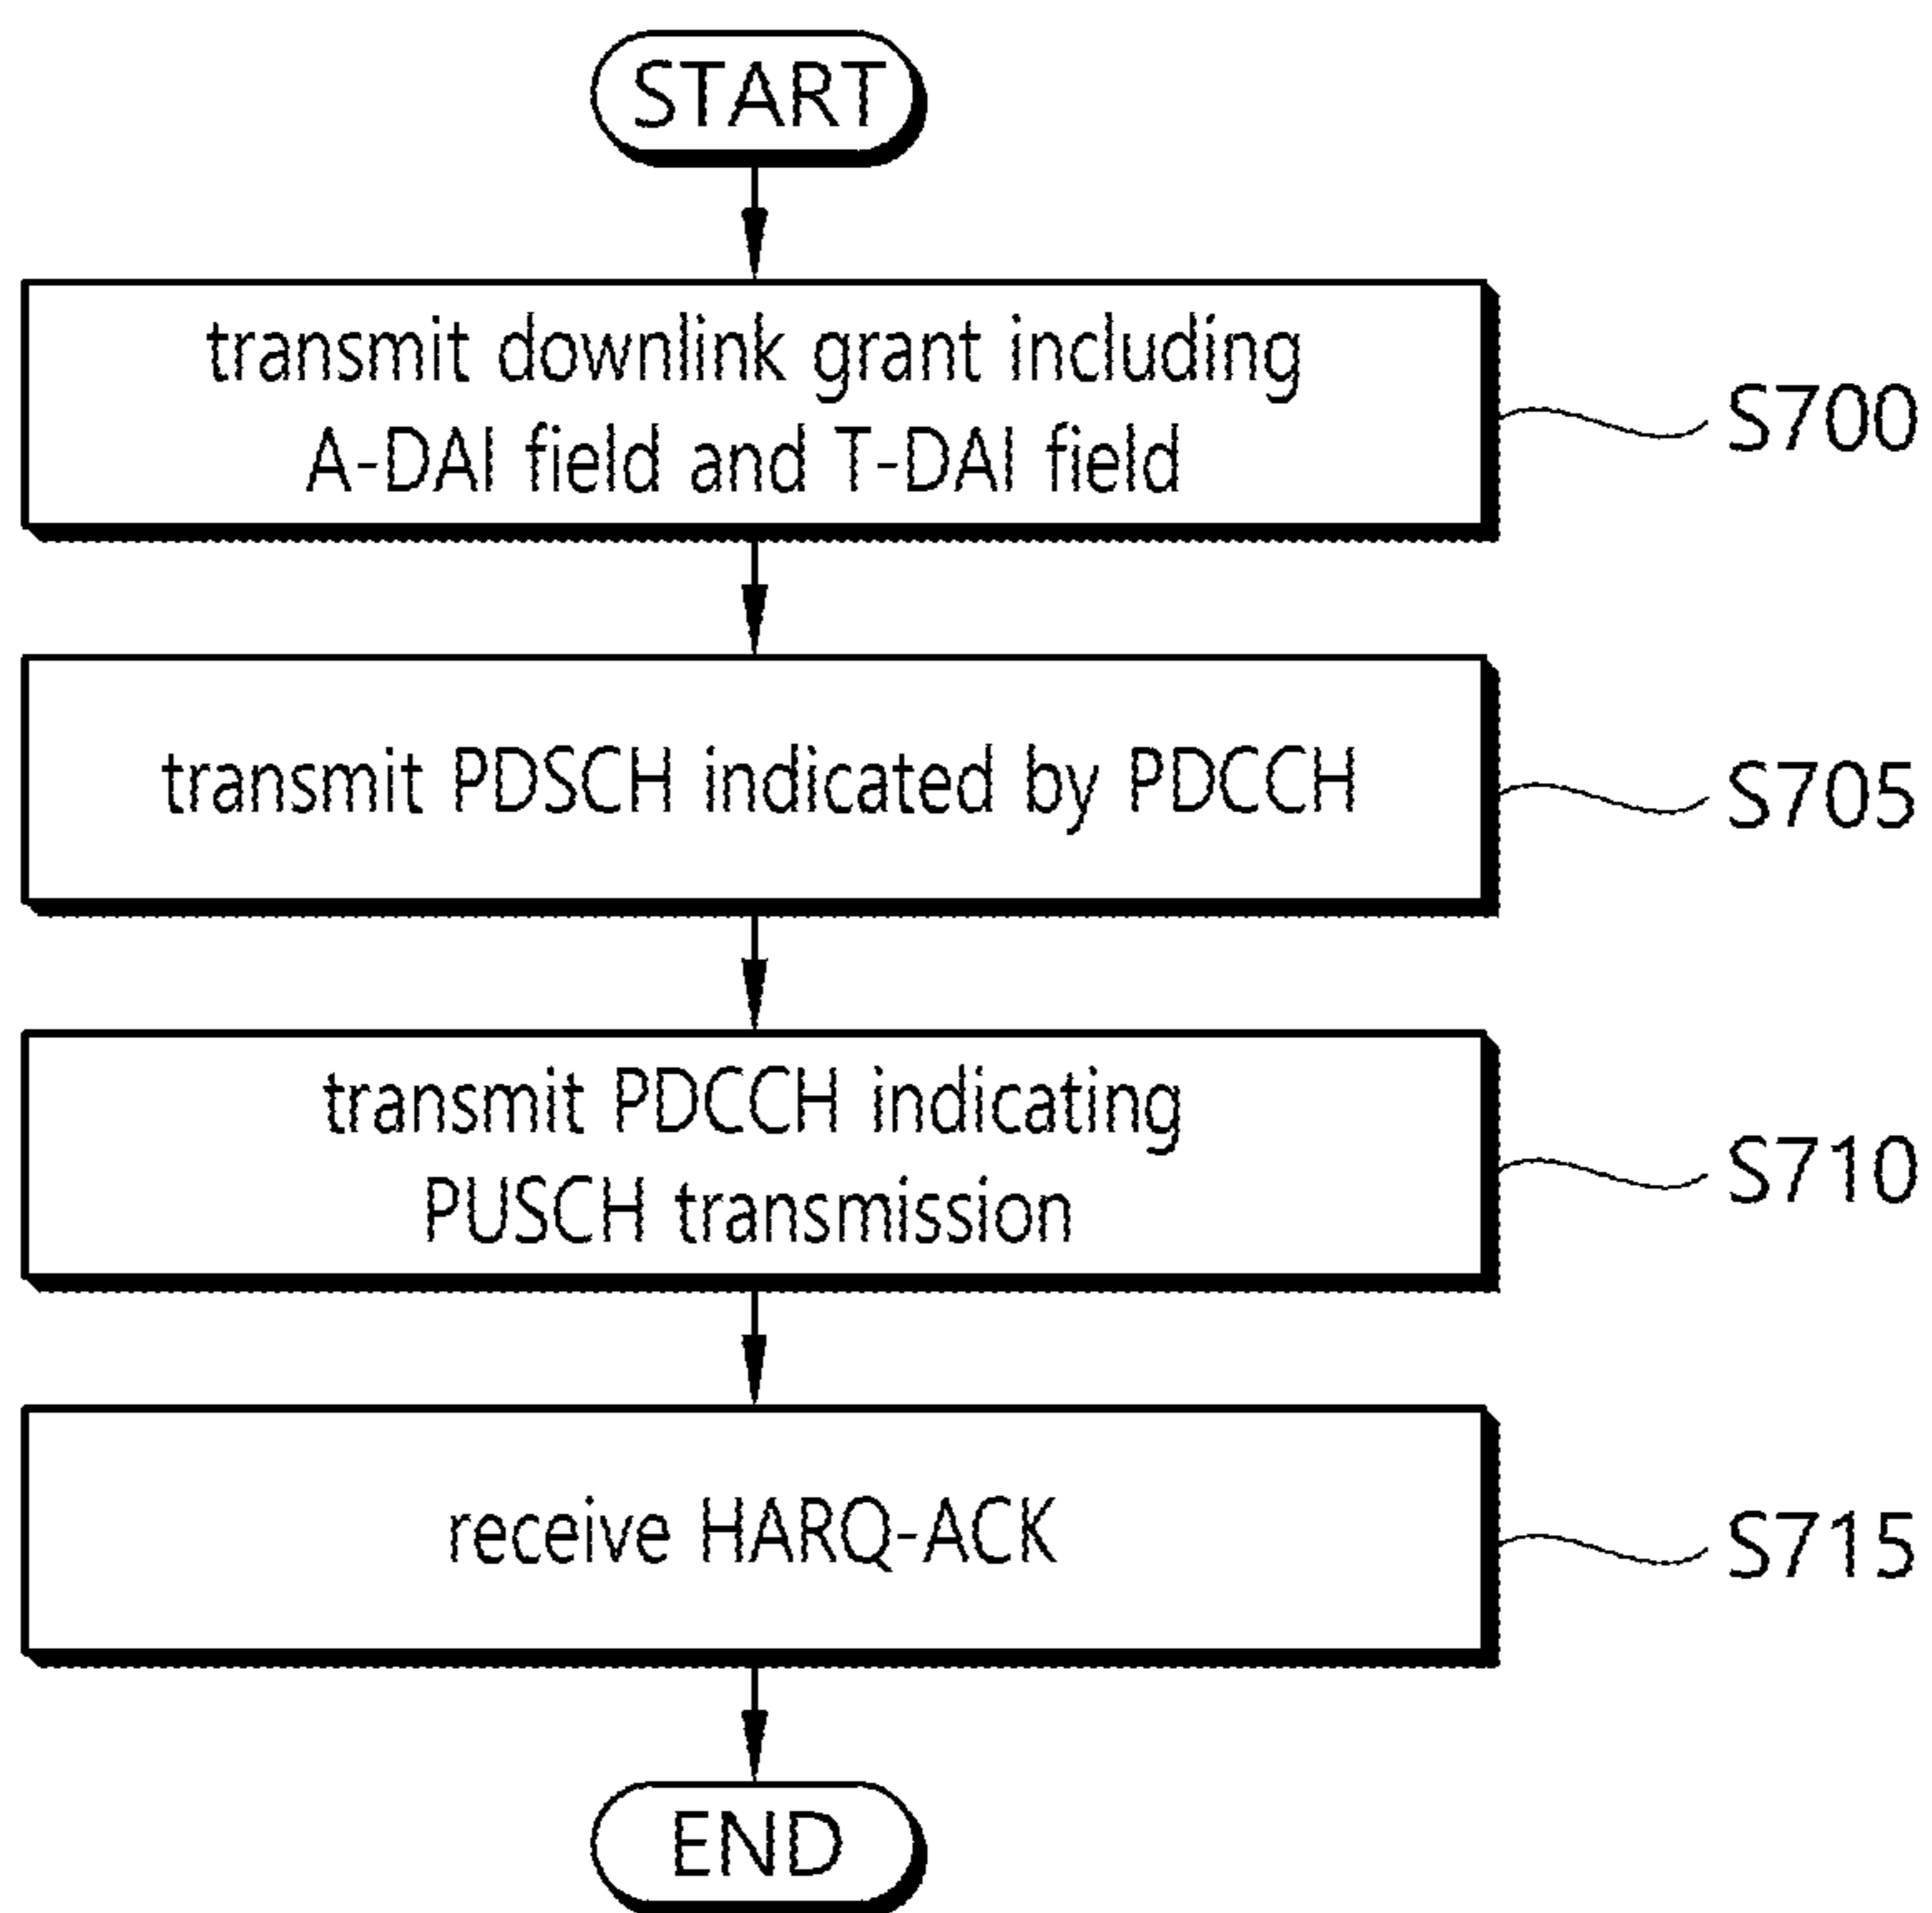 START
transmit downlink grant including
A-DAI field and T-DAI field
S700
transmit PDSCH indicated by PDCCH
S705
transmit PDCCH indicating
PUSCH transmission
S710
receive HARQ-ACK
S715
END